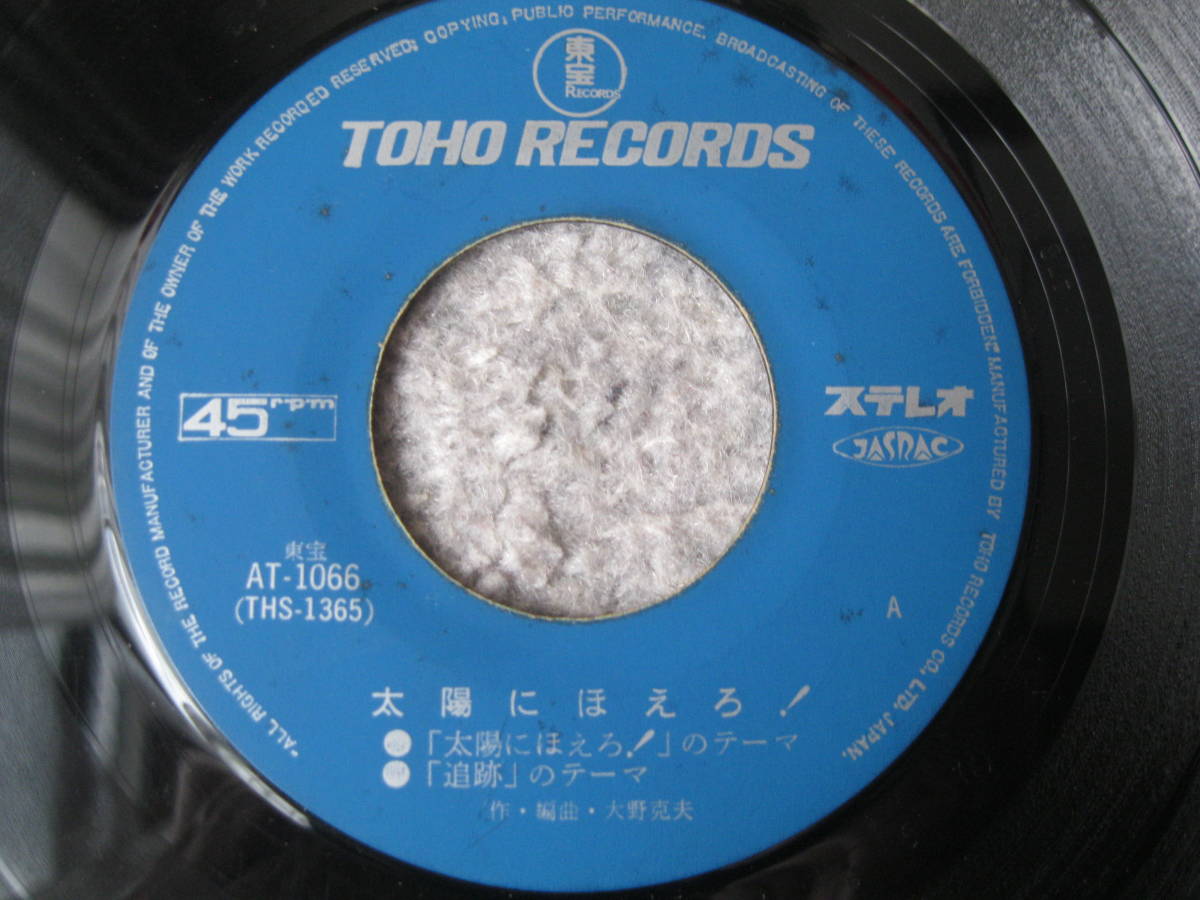 "ALL RIGHTS OF THE RECORD MANUFACTURER AND OF THE OWNER OF THE WORK RECORDED RESERVED; COPYING; PUBLIC PERFORMANCE, BROADCASTING OF THESE RECORDS ARE FORBIDDEN." MANUFACTURED BY TOHO RECORDS CO., LTD. JAPAN.
東宝
RECORDS
TOHO RECORDS
45rpm
ステレオ
JASRAC
東宝
AT-1066
(THS-1365)
A
太陽にほえろ!
●「太陽にほえろ!」のテーマ
●「追跡」のテーマ
作・編曲・大野克夫